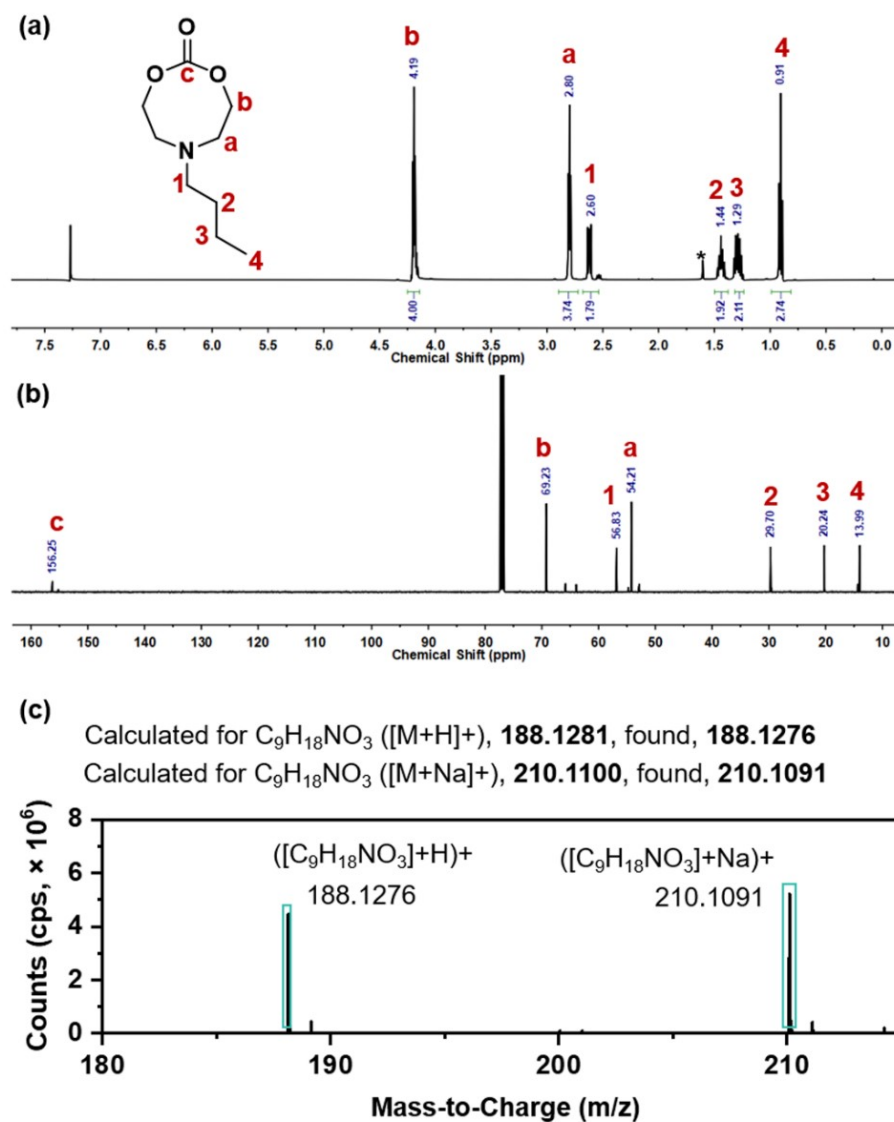 (a)
O
O
c
O
b
a
N
1
2
3
4
b
a
4
1
2
3
4.19
2.80
2.60
*
1.44
1.29
0.91
4.00
3.74
1.79
1.92
2.11
2.74
7.5 7.0 6.5 6.0 5.5 5.0 4.5 4.0 3.5 3.0 2.5 2.0 1.5 1.0 0.5 0.0
Chemical Shift (ppm)
(b)
c
b
1
a
2
3
4
156.25
69.23
56.83
54.21
29.70
20.24
13.99
160 150 140 130 120 110 100 90 80 70 60 50 40 30 20 10
Chemical Shift (ppm)
(c)
Calculated for C₉H₁₈NO₃ ([M+H]+), 188.1281, found, 188.1276
Calculated for C₉H₁₈NO₃ ([M+Na]+), 210.1100, found, 210.1091
([C₉H₁₈NO₃]+H)+
188.1276
([C₉H₁₈NO₃]+Na)+
210.1091
Counts (cps, × 10⁶)
8
6
4
2
0
180 190 200 210
Mass-to-Charge (m/z)